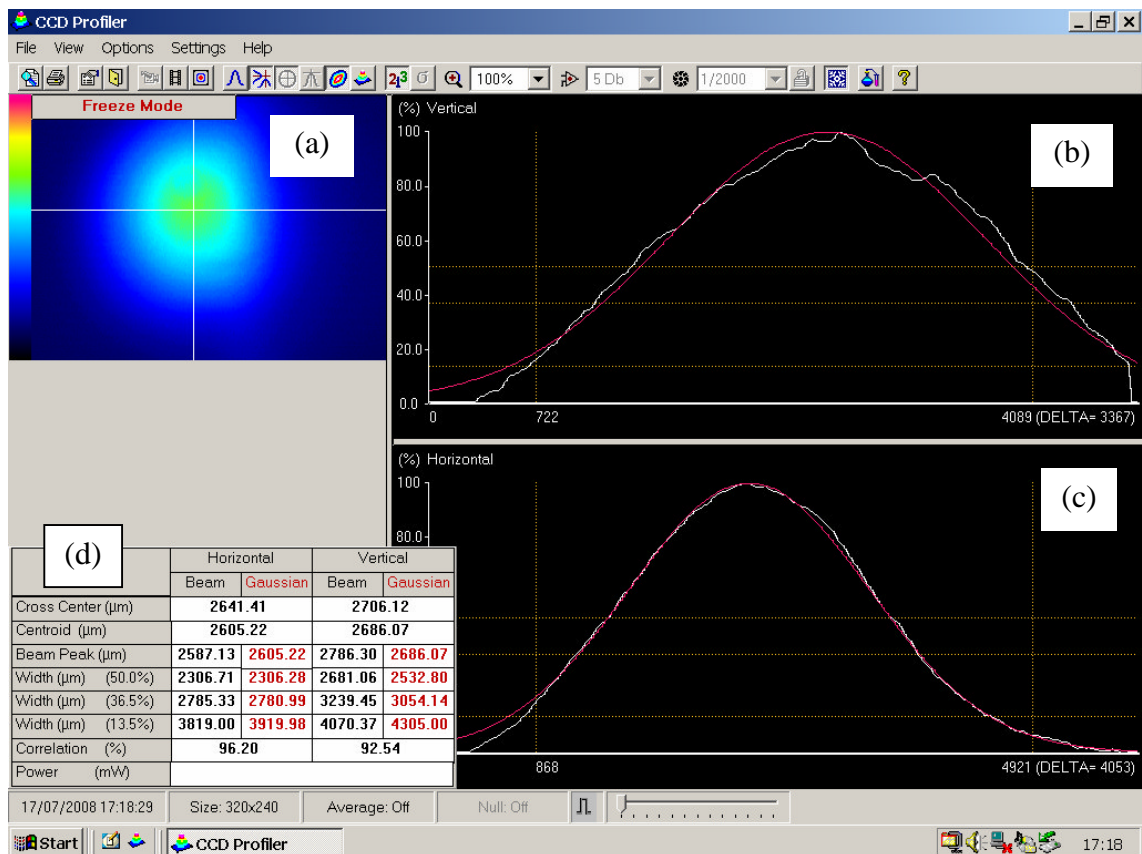 CCD Profiler
File View Options Settings Help
100% 5 Db 1/2000
Freeze Mode
(a)
(%) Vertical
100
80.0
60.0
40.0
20.0
0.0
0 722 4089 (DELTA= 3367)
(b)
(%) Horizontal
100
80.0
868 4921 (DELTA= 4053)
(c)
(d)
Horizontal Vertical
Beam Gaussian Beam Gaussian
Cross Center (µm) 2641.41 2706.12
Centroid (µm) 2605.22 2686.07
Beam Peak (µm) 2587.13 2605.22 2786.30 2686.07
Width (µm) (50.0%) 2306.71 2306.28 2681.06 2532.80
Width (µm) (36.5%) 2785.33 2780.99 3239.45 3054.14
Width (µm) (13.5%) 3819.00 3919.98 4070.37 4305.00
Correlation (%) 96.20 92.54
Power (mW)
17/07/2008 17:18:29 Size: 320x240 Average: Off Null: Off
Start CCD Profiler 17:18